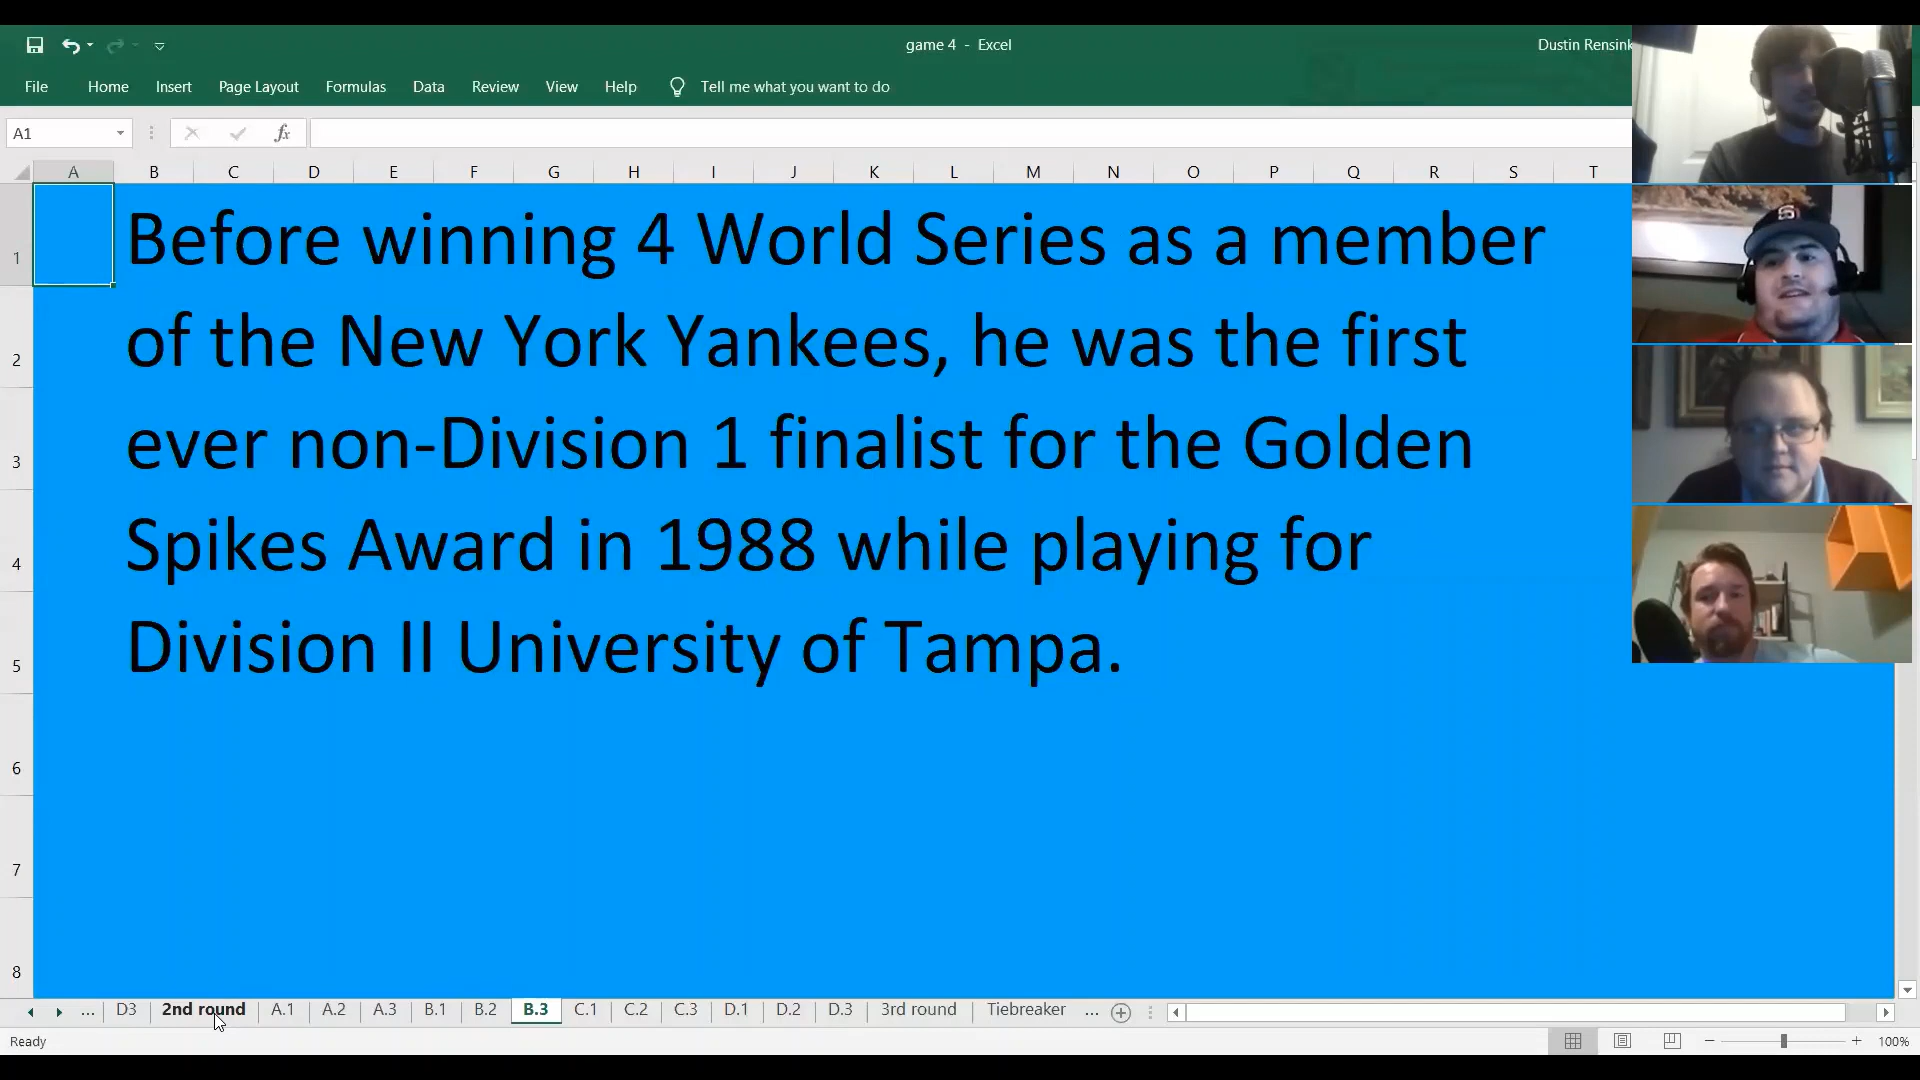 game 4 - Excel
Dustin Rensink
File Home Insert Page Layout Formulas Data Review View Help Tell me what you want to do
A1 fx
A B C D E F G H I J K L M N O P Q R S T
1 Before winning 4 World Series as a member
2 of the New York Yankees, he was the first
3 ever non-Division 1 finalist for the Golden
4 Spikes Award in 1988 while playing for
5 Division II University of Tampa.
6
7
8
... D3 2nd round A.1 A.2 A.3 B.1 B.2 B.3 C.1 C.2 C.3 D.1 D.2 D.3 3rd round Tiebreaker ...
Ready 100%